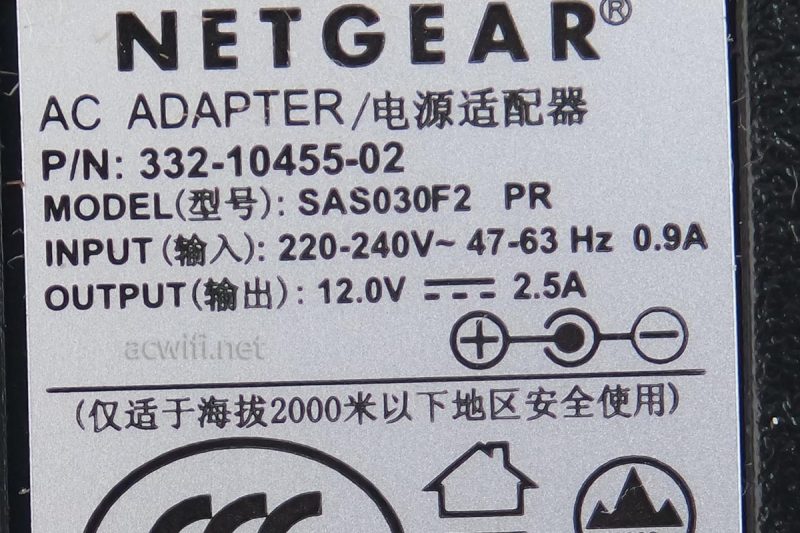 NETGEAR®
AC ADAPTER/电源适配器
P/N: 332-10455-02
MODEL(型号): SAS030F2 PR
INPUT(输入): 220-240V~ 47-63 Hz 0.9A
OUTPUT(输出): 12.0V ⎓ 2.5A
acwifi.net
(仅适于海拔2000米以下地区安全使用)
CCC